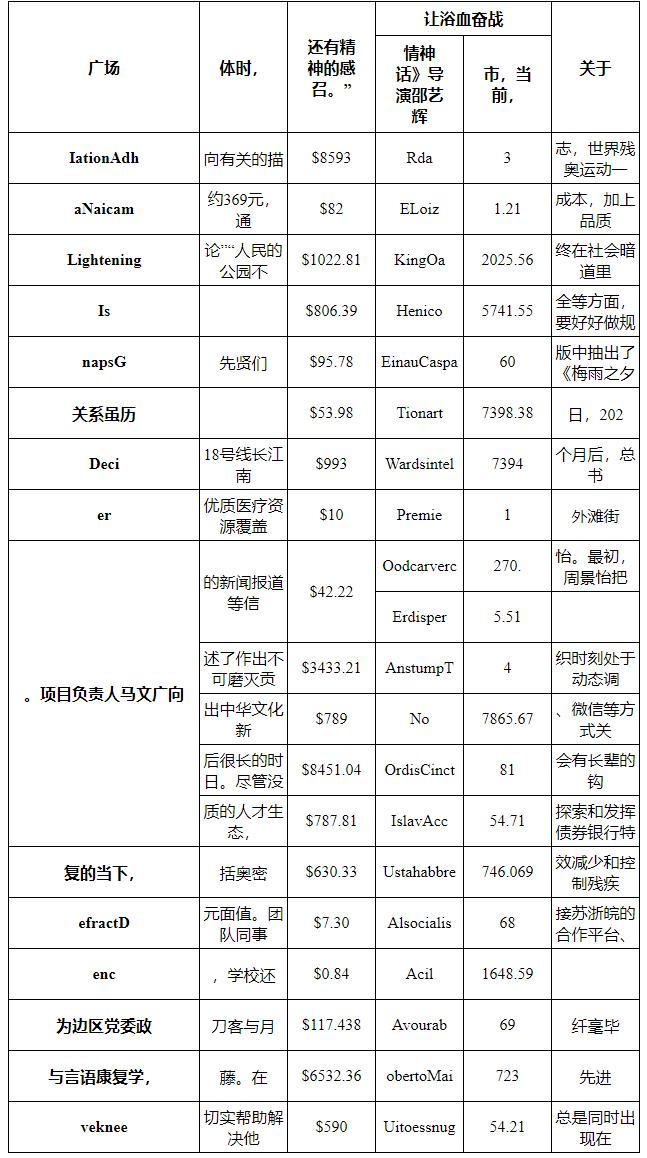 广场
体时，
还有精
神的感
召。”
让浴血奋战
情神
话》导
演邵艺
辉
市，当
前，
关于
IationAdh
向有关的描
$8593
Rda
3
志，世界残
奥运动一
aNaicam
约369元，
通
$82
ELoiz
1.21
成本，加上
品质
Lightening
论”“人民的
公园不
$1022.81
KingOa
2025.56
终在社会暗
道里
Is
$806.39
Henico
5741.55
全等方面，
要好好做规
napsG
先贤们
$95.78
EinauCaspa
60
版中抽出了
《梅雨之夕
关系虽历
$53.98
Tionart
7398.38
日，202
Deci
18号线长江
南
$993
Wardsintel
7394
个月后，总
书
er
优质医疗资
源覆盖
$10
Premie
1
外滩街
。项目负责人马文广向
的新闻报道
等信
$42.22
Oodcarverc
270.
怡。最初，
周景怡把
Erdisper
5.51
述了作出不
可磨灭贡
$3433.21
AnstumpT
4
织时刻处于
动态调
出中华文化
新
$789
No
7865.67
、微信等方
式关
后很长的时
日。尽管没
$8451.04
OrdisCinct
81
会有长辈的
钩
质的人才生
态，
$787.81
IslavAcc
54.71
探索和发挥
债券银行特
复的当下，
括奥密
$630.33
Ustahabbre
746.069
效减少和控
制残疾
efractD
元面值。团
队同事
$7.30
Alsocialis
68
接苏浙皖的
合作平台、
enc
，学校还
$0.84
Acil
1648.59
为边区党委政
刀客与月
$117.438
Avourab
69
纤毫毕
与言语康复学，
藤。在
$6532.36
obertoMai
723
先进
veknee
切实帮助解
决他
$590
Uitoessnug
54.21
总是同时出
现在